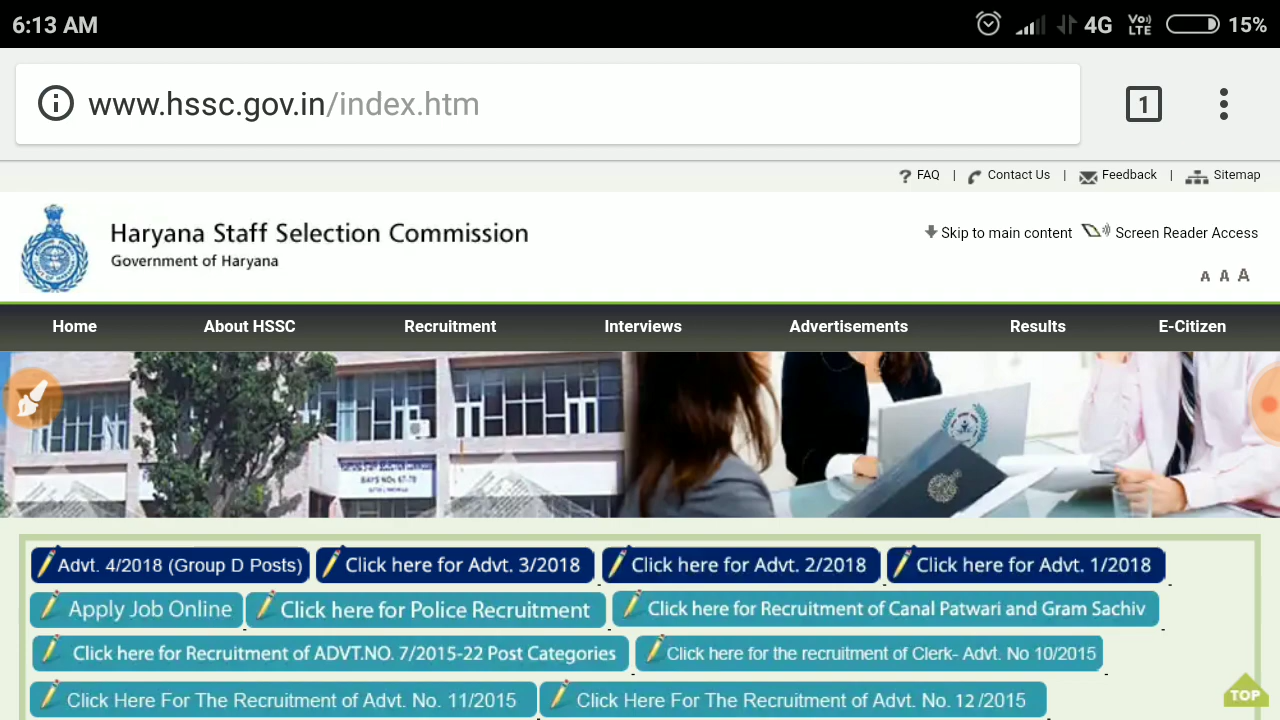 6:13 AM 4G VoLTE 15%
www.hssc.gov.in/index.htm 1
FAQ | Contact Us | Feedback | Sitemap
Haryana Staff Selection Commission
Government of Haryana
Skip to main content Screen Reader Access
A A A
Home About HSSC Recruitment Interviews Advertisements Results E-Citizen
BAYS NOs. 67-70
Advt. 4/2018 (Group D Posts) Click here for Advt. 3/2018 Click here for Advt. 2/2018 Click here for Advt. 1/2018
Apply Job Online Click here for Police Recruitment Click here for Recruitment of Canal Patwari and Gram Sachiv
Click here for Recruitment of ADVT.NO. 7/2015-22 Post Categories Click here for the recruitment of Clerk- Advt. No 10/2015
Click Here For The Recruitment of Advt. No. 11/2015 Click Here For The Recruitment of Advt. No. 12 /2015
TOP